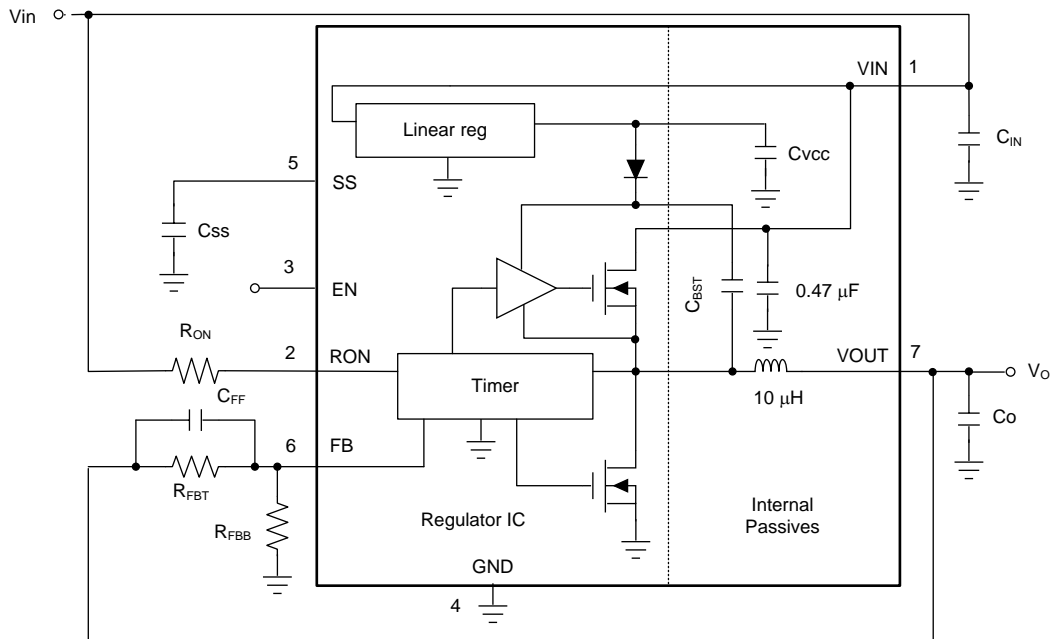 Vin
VIN
1
Linear reg
Cvcc
CIN
5
SS
Css
3
EN
CBST
0.47 μF
RON
2
RON
Timer
VOUT
7
VO
10 μH
CFF
Co
6
FB
RFBT
RFBB
Regulator IC
Internal
Passives
GND
4